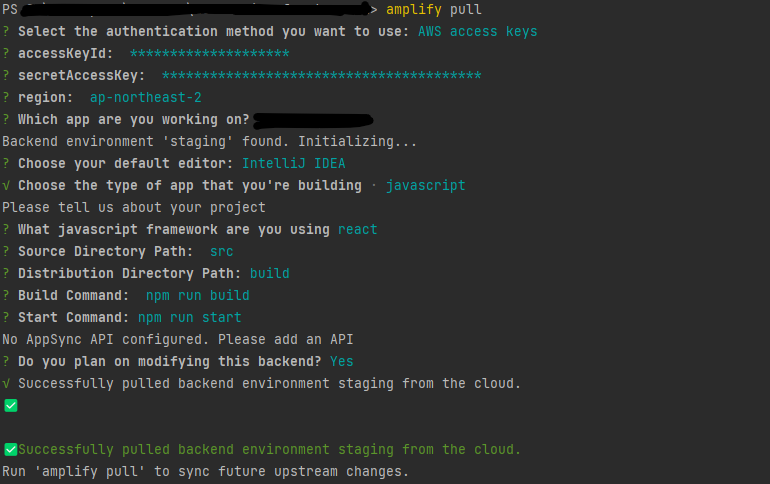 PS > amplify pull
? Select the authentication method you want to use: AWS access keys
? accessKeyId:  ********************
? secretAccessKey:  ****************************************
? region:  ap-northeast-2
? Which app are you working on?
Backend environment 'staging' found. Initializing...
? Choose your default editor: IntelliJ IDEA
√ Choose the type of app that you're building · javascript
Please tell us about your project
? What javascript framework are you using react
? Source Directory Path:  src
? Distribution Directory Path: build
? Build Command:  npm run build
? Start Command: npm run start
No AppSync API configured. Please add an API
? Do you plan on modifying this backend? Yes
√ Successfully pulled backend environment staging from the cloud.
✅
✅Successfully pulled backend environment staging from the cloud.
Run 'amplify pull' to sync future upstream changes.